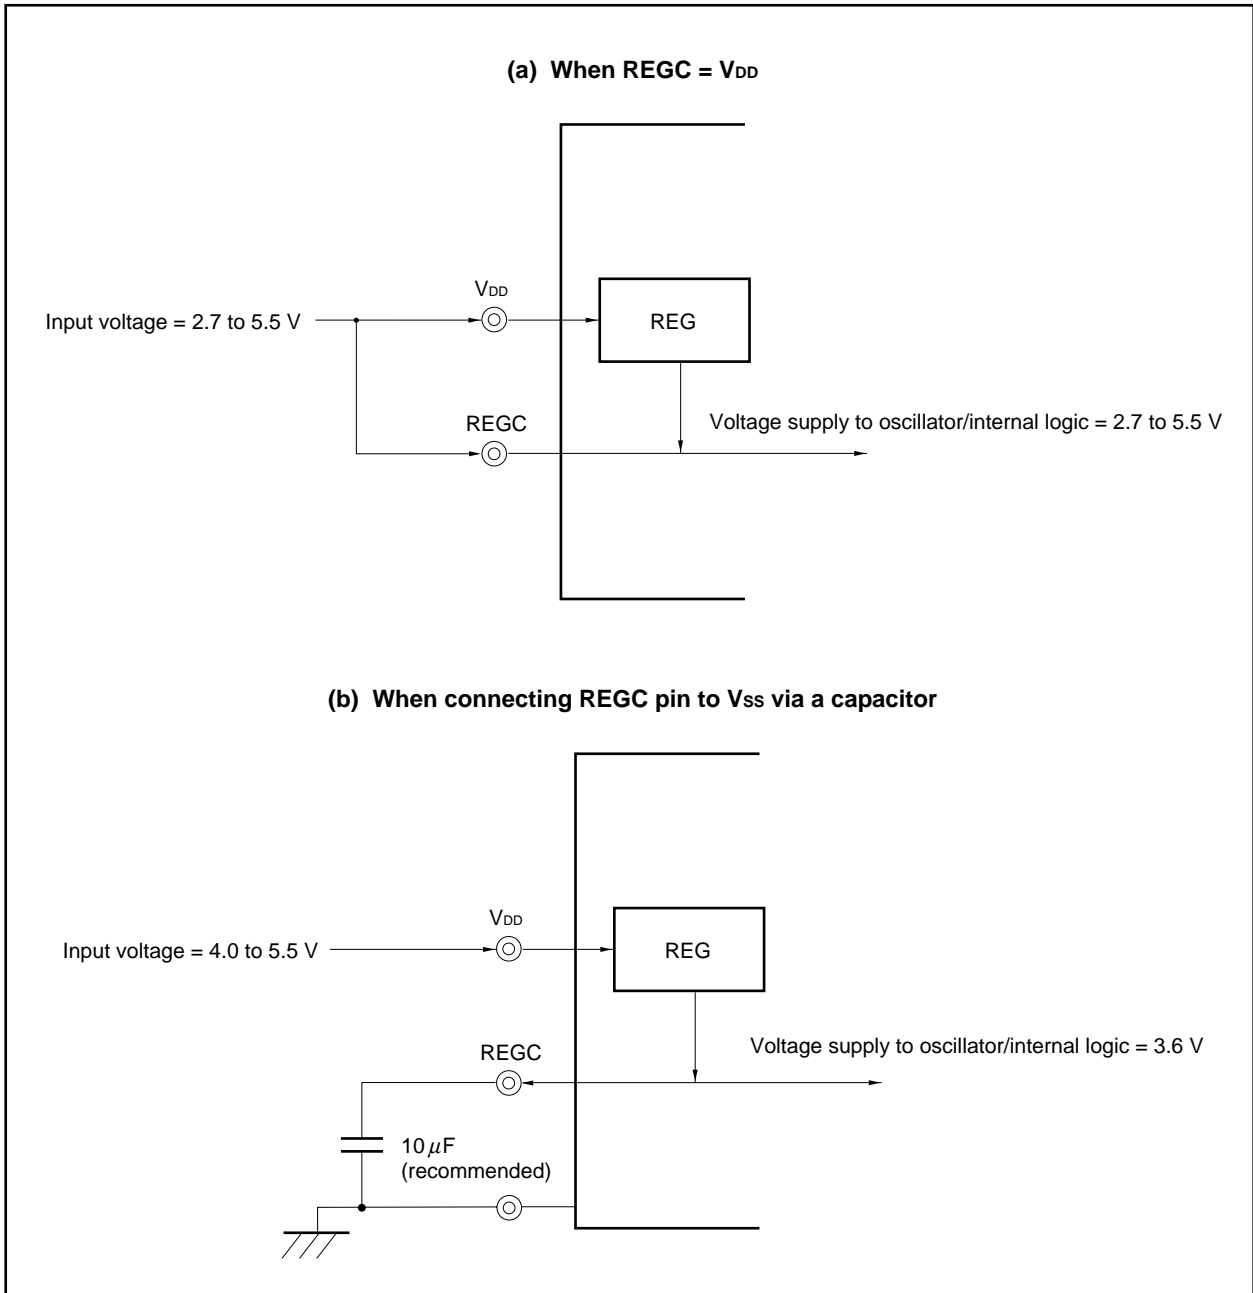 (a) When REGC = VDD
VDD
Input voltage = 2.7 to 5.5 V
REG
REGC
Voltage supply to oscillator/internal logic = 2.7 to 5.5 V
(b) When connecting REGC pin to VSS via a capacitor
VDD
Input voltage = 4.0 to 5.5 V
REG
REGC
Voltage supply to oscillator/internal logic = 3.6 V
10 μF
(recommended)